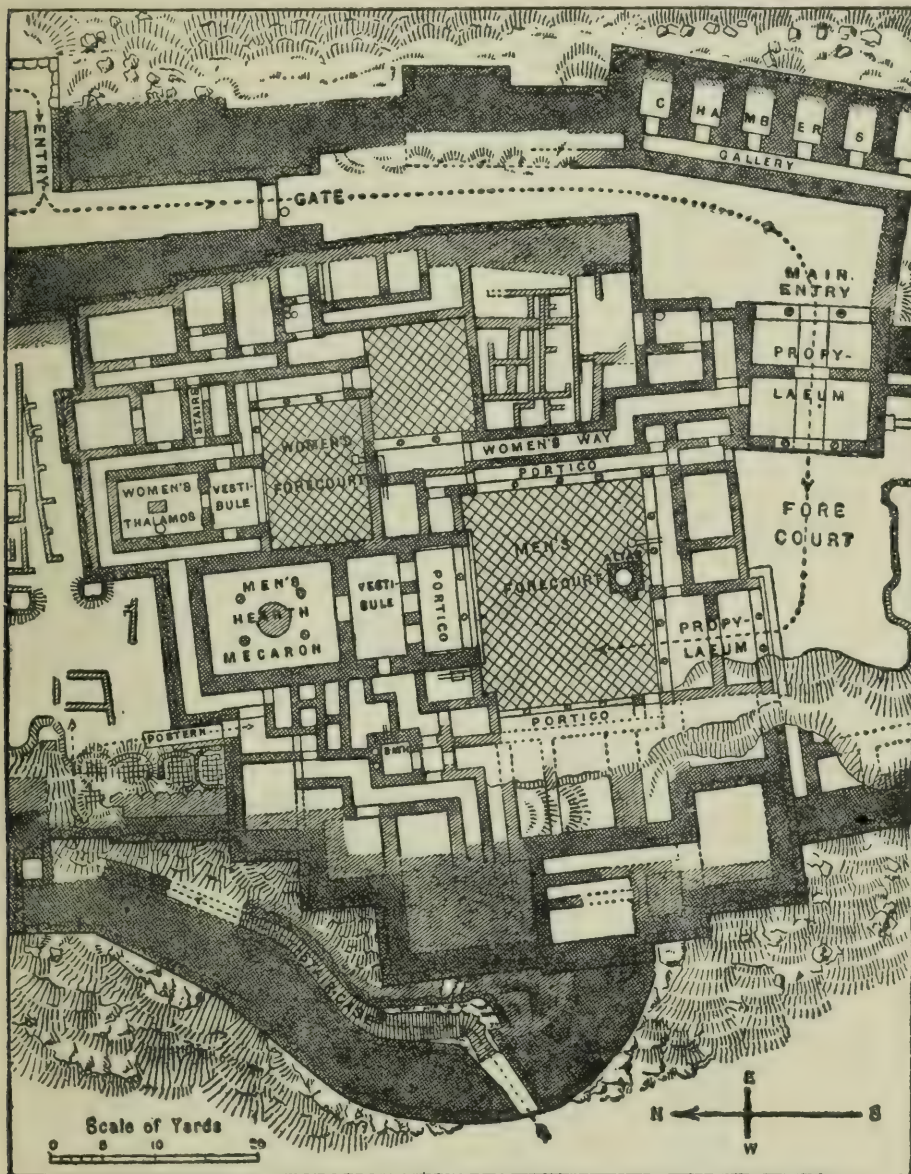 ENTRY
GATE
C HA MB ER S
GALLERY
MAIN
ENTRY
PROPY-
LAEUM
FORE
COURT
STAIRS
WOMEN'S
FORECOURT
WOMEN'S WAY
PORTICO
WOMEN'S
THALAMOS
VESTI-
BULE
MEN'S
FORECOURT
ALTAR
MEN'S
HEARTH
MEGARON
VESTI-
BULE
PORTICO
PROPY-
LAEUM
PORTICO
POSTERN
BATH
STAIRCASE
Scale of Yards
0 5 10 20
E
N S
W